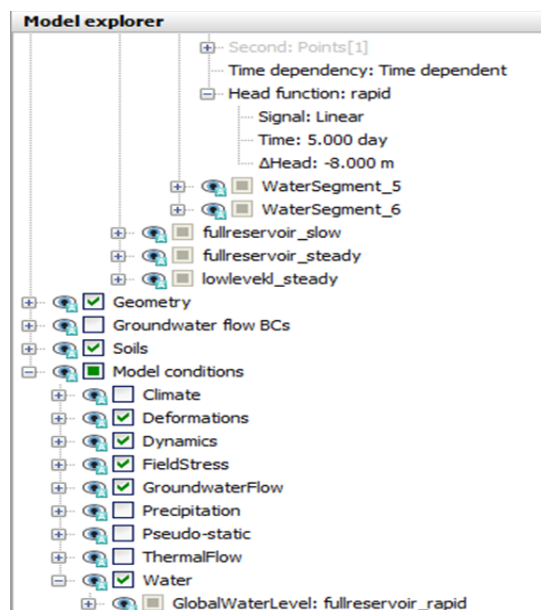 Model explorer
Second: Points[1]
Time dependency: Time dependent
Head function: rapid
Signal: Linear
Time: 5.000 day
ΔHead: -8.000 m
WaterSegment_5
WaterSegment_6
fullreservoir_slow
fullreservoir_steady
lowlevekl_steady
Geometry
Groundwater flow BCs
Soils
Model conditions
Climate
Deformations
Dynamics
FieldStress
GroundwaterFlow
Precipitation
Pseudo-static
ThermalFlow
Water
GlobalWaterLevel: fullreservoir_rapid